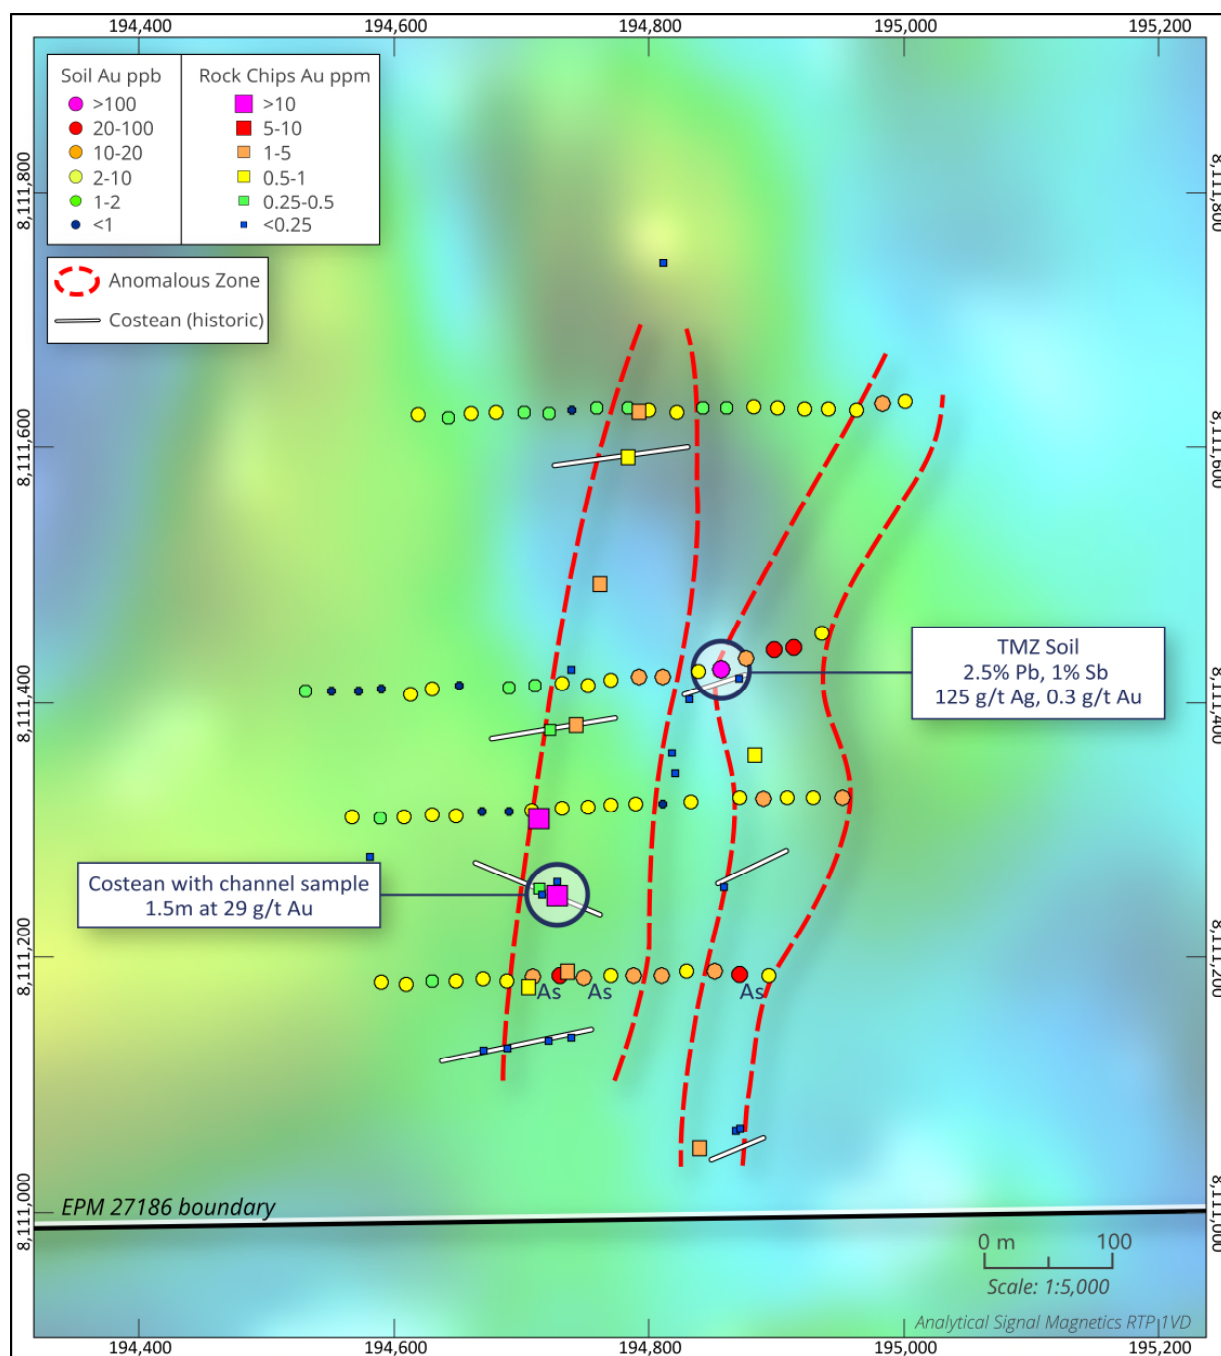 194,400 194,600 194,800 195,000 195,200
Soil Au ppb
>100
20-100
10-20
2-10
1-2
<1
Rock Chips Au ppm
>10
5-10
1-5
0.5-1
0.25-0.5
<0.25
Anomalous Zone
Costean (historic)
8,111,800
8,111,600
8,111,400
8,111,200
8,111,000
8,111,800
8,111,600
8,111,400
8,111,200
8,111,000
TMZ Soil
2.5% Pb, 1% Sb
125 g/t Ag, 0.3 g/t Au
Costean with channel sample
1.5m at 29 g/t Au
As As As
EPM 27186 boundary
0 m 100
Scale: 1:5,000
Analytical Signal Magnetics RTP 1VD
194,400 194,600 194,800 195,000 195,200